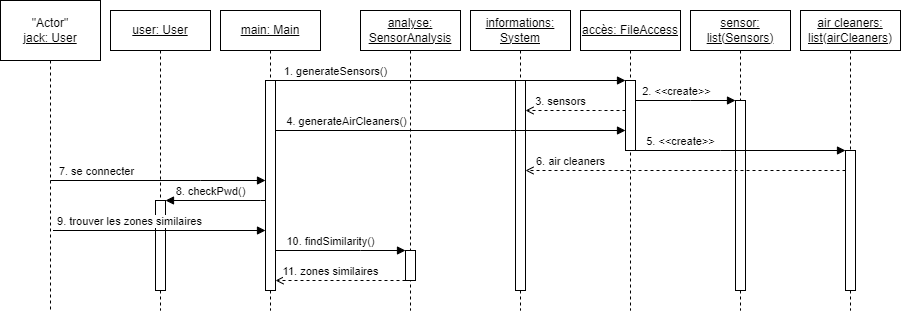 "Actor"
jack: User
user: User
main: Main
analyse:
SensorAnalysis
informations:
System
accès: FileAccess
sensor:
list(Sensors)
air cleaners:
list(airCleaners)
1. generateSensors()
2. <<create>>
3. sensors
4. generateAirCleaners()
5. <<create>>
6. air cleaners
7. se connecter
8. checkPwd()
9. trouver les zones similaires
10. findSimilarity()
11. zones similaires